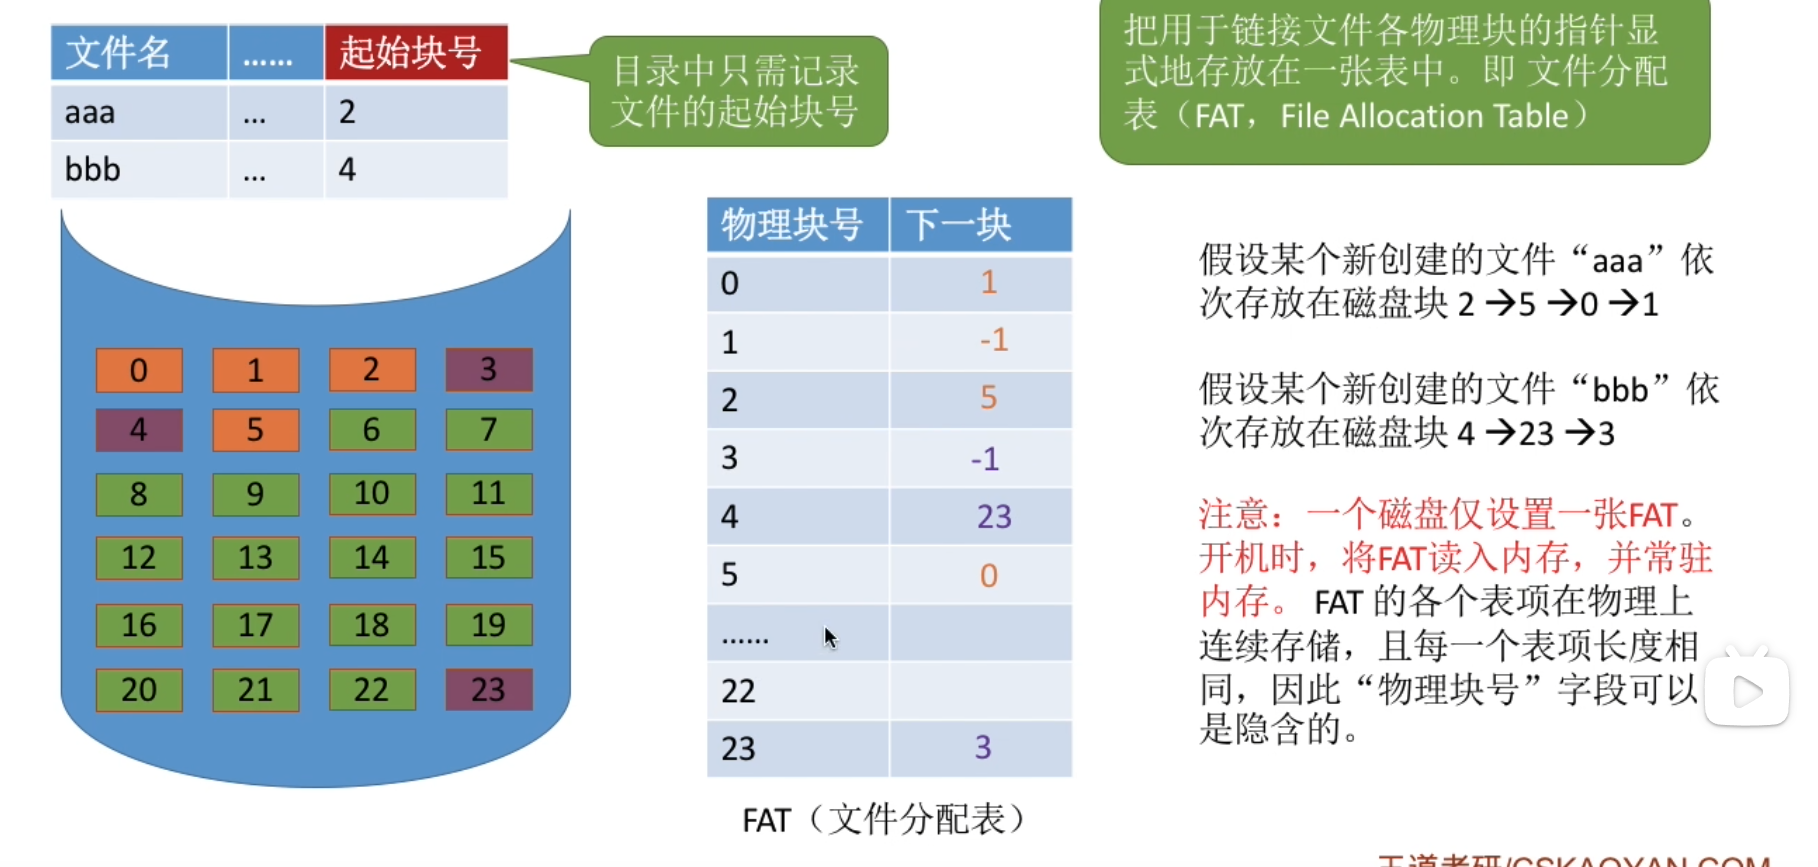 文件名 …… 起始块号
aaa … 2
bbb … 4
目录中只需记录
文件的起始块号
把用于链接文件各物理块的指针显
式地存放在一张表中。即 文件分配
表（FAT，File Allocation Table）
0 1 2 3
4 5 6 7
8 9 10 11
12 13 14 15
16 17 18 19
20 21 22 23
物理块号 下一块
0 1
1 -1
2 5
3 -1
4 23
5 0
……
22
23 3
FAT（文件分配表）
假设某个新创建的文件“aaa”依
次存放在磁盘块 2 →5 →0 →1
假设某个新创建的文件“bbb”依
次存放在磁盘块 4 →23 →3
注意：一个磁盘仅设置一张FAT。
开机时，将FAT读入内存，并常驻
内存。 FAT 的各个表项在物理上
连续存储，且每一个表项长度相
同，因此“物理块号”字段可以
是隐含的。
王道考研/CSKAOYAN.COM